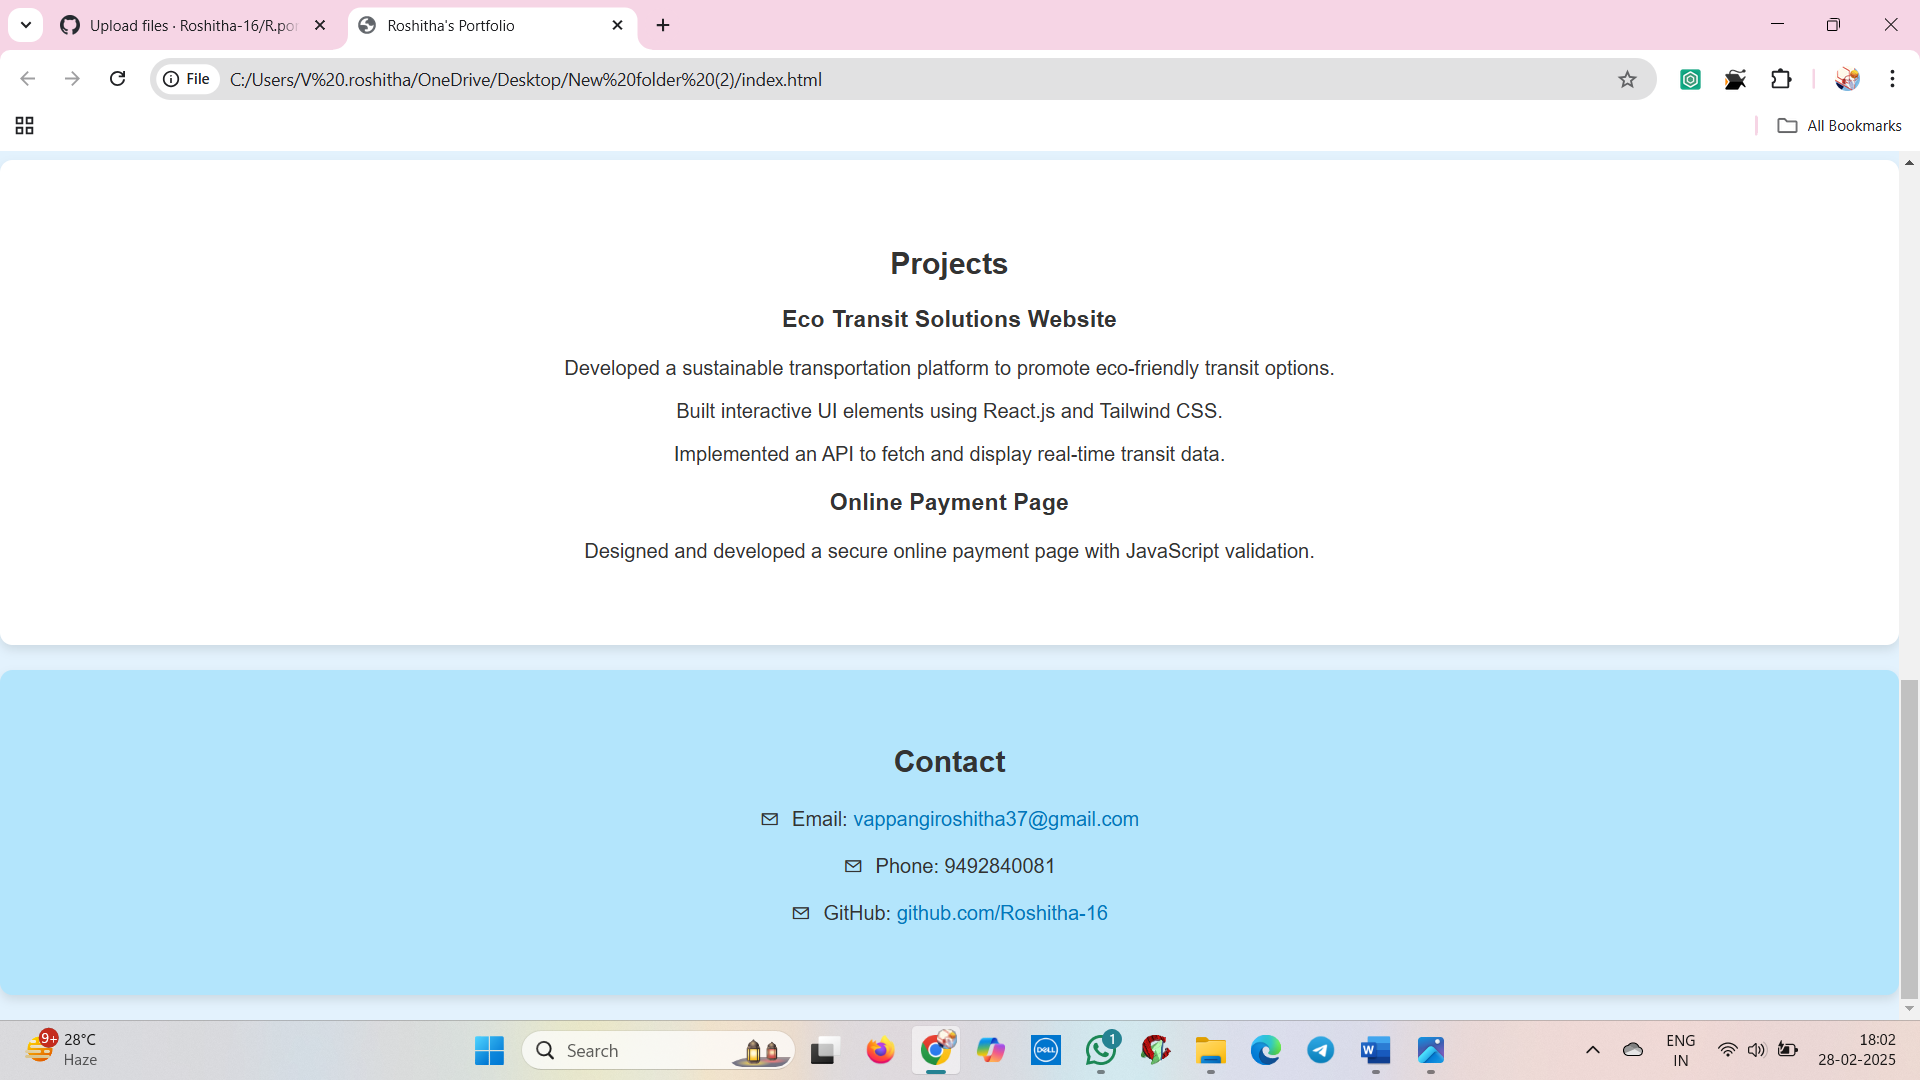 Upload files · Roshitha-16/R.por
Roshitha's Portfolio
File
C:/Users/V%20.roshitha/OneDrive/Desktop/New%20folder%20(2)/index.html
All Bookmarks
Projects
Eco Transit Solutions Website
Developed a sustainable transportation platform to promote eco-friendly transit options.
Built interactive UI elements using React.js and Tailwind CSS.
Implemented an API to fetch and display real-time transit data.
Online Payment Page
Designed and developed a secure online payment page with JavaScript validation.
Contact
Email: vappangiroshitha37@gmail.com
Phone: 9492840081
GitHub: github.com/Roshitha-16
9+
28°C
Haze
Search
DELL
1
W
ENG
IN
18:02
28-02-2025